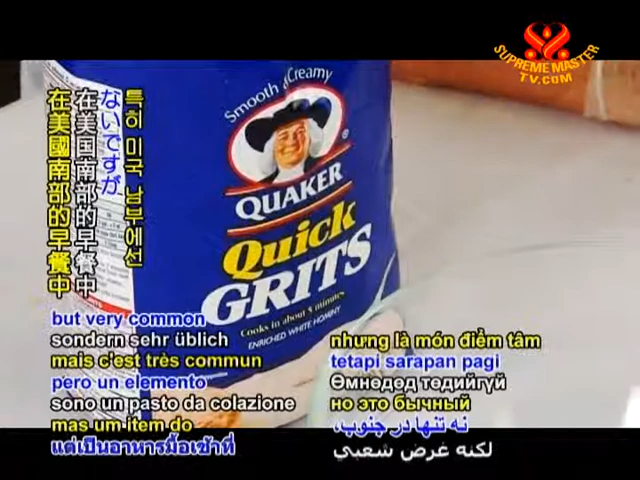 SUPREME MASTER
TV.COM
Smooth & Creamy
QUAKER
Quick
GRITS
Cooks in about 5 minutes
ENRICHED WHITE HOMINY
在美國南部的早餐中
在美国南部的早餐中
ないですが、
특히 미국 남부에선
but very common
sondern sehr üblich
mais c'est très commun
pero un elemento
sono un pasto da colazione
mas um item do
แต่เป็นอาหารมื้อเช้าที่
nhưng là món điểm tâm
tetapi sarapan pagi
Өмнөдөд төдийгүй
но это бычный
نه تنها در جنوب،
لكنه غرض شعبي